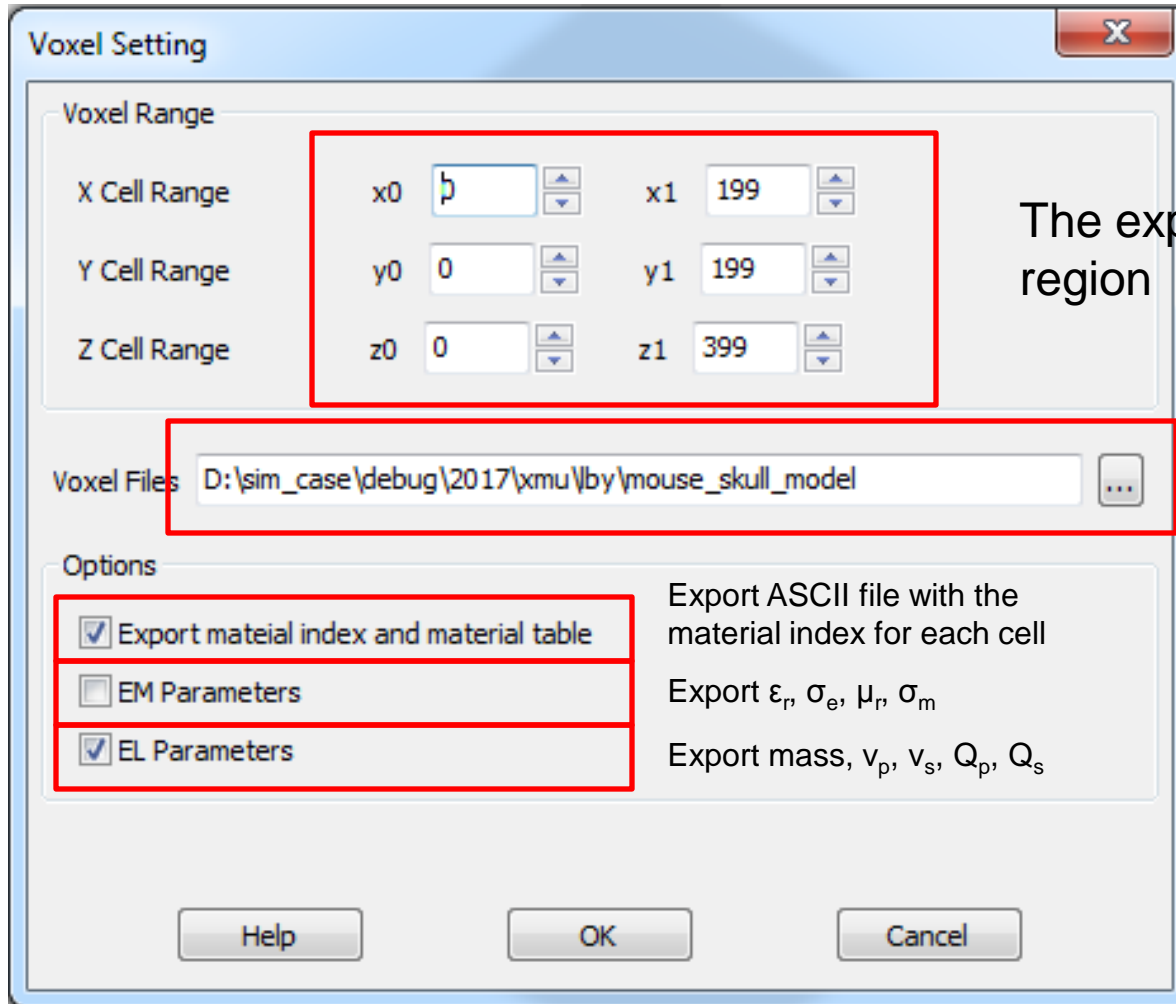 Voxel Setting
Voxel Range
X Cell Range x0 0 x1 199
Y Cell Range y0 0 y1 199
Z Cell Range z0 0 z1 399
The exp
region
Voxel Files D:\sim_case\debug\2017\xmu\lby\mouse_skull_model ...
Options
Export mateial index and material table
Export ASCII file with the
material index for each cell
EM Parameters
Export εr, σe, μr, σm
EL Parameters
Export mass, vp, vs, Qp, Qs
Help OK Cancel